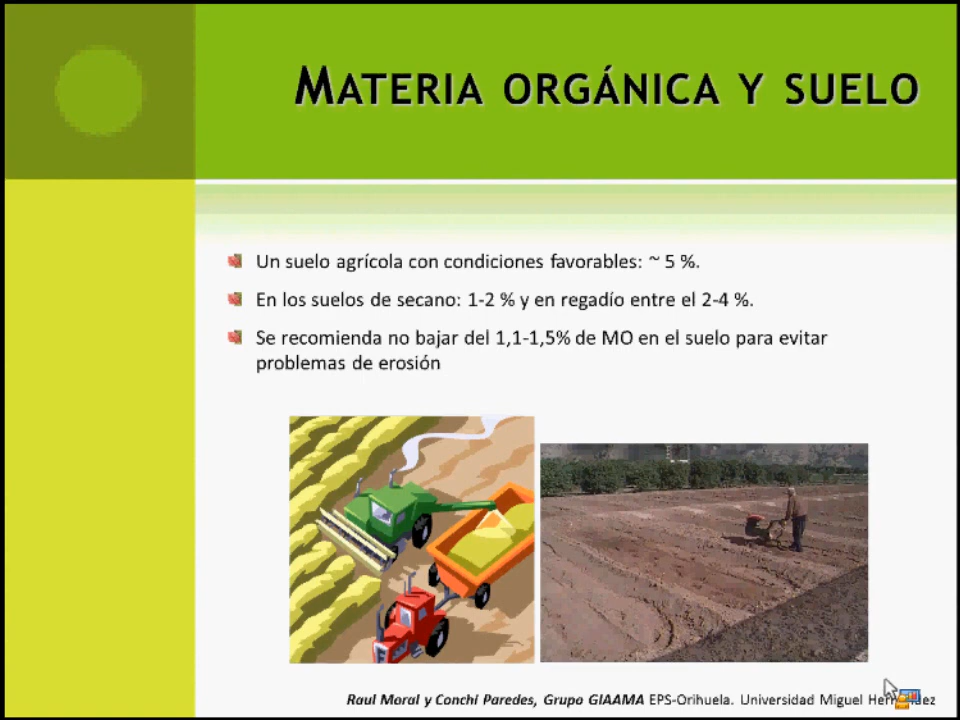 MATERIA ORGÁNICA Y SUELO
Un suelo agrícola con condiciones favorables: ~ 5 %.
En los suelos de secano: 1-2 % y en regadío entre el 2-4 %.
Se recomienda no bajar del 1,1-1,5% de MO en el suelo para evitar
problemas de erosión
Raul Moral y Conchi Paredes, Grupo GIAAMA EPS-Orihuela. Universidad Miguel